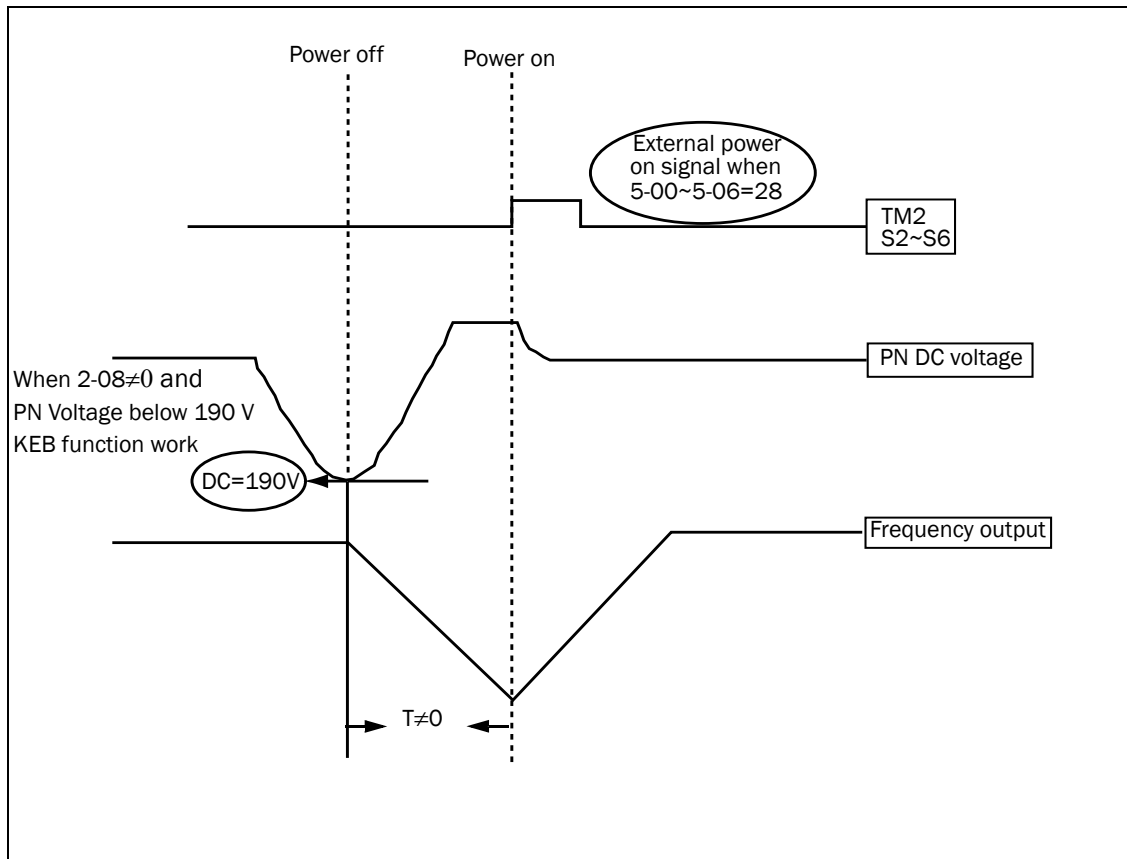 Power off
Power on
External power
on signal when
5-00~5-06=28
TM2
S2~S6
PN DC voltage
When 2-08≠0 and
PN Voltage below 190 V
KEB function work
DC=190V
Frequency output
T≠0